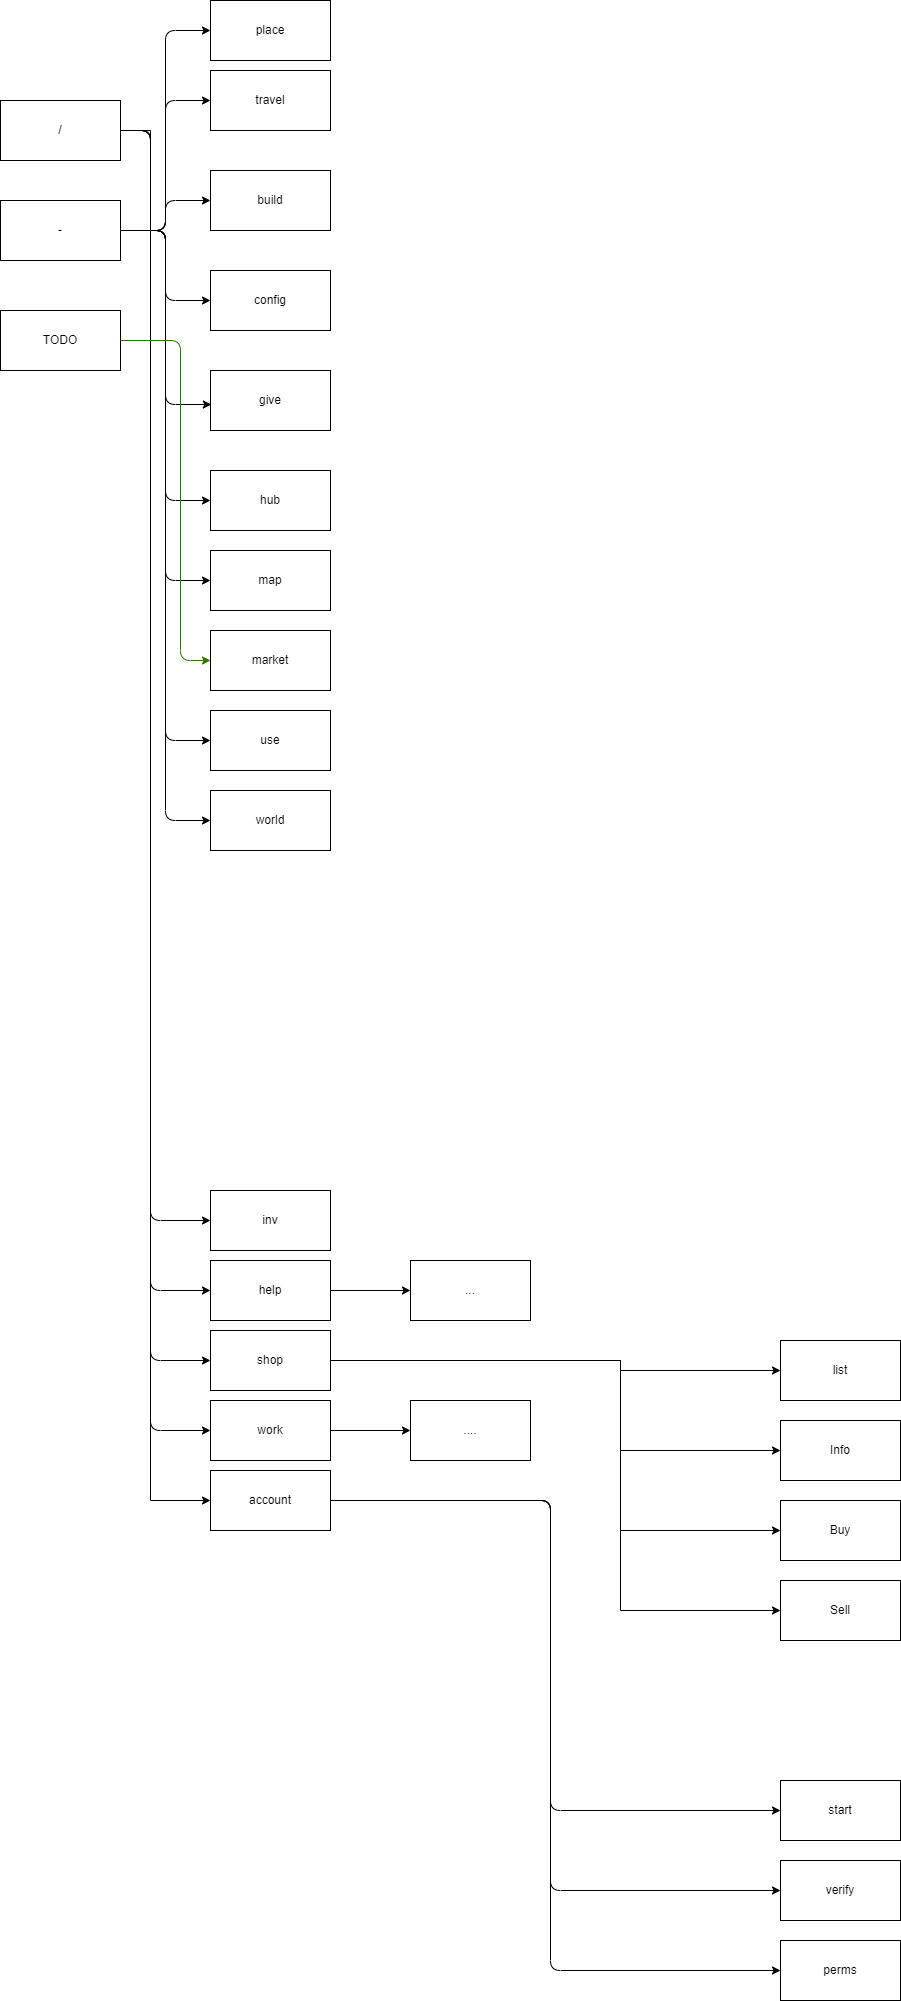 place
travel
/
build
-
config
TODO
give
hub
map
market
use
world
inv
help
...
shop
list
work
....
Info
account
Buy
Sell
start
verify
perms